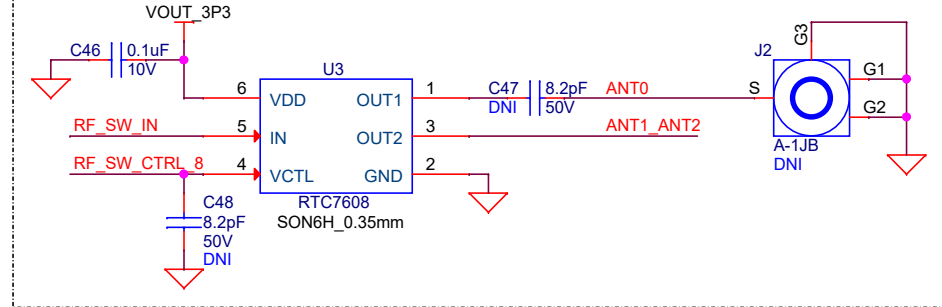 VOUT_3P3
C46
0.1uF
10V
U3
6
VDD
OUT1
1
C47
DNI
8.2pF
50V
ANT0
S
J2
G3
G1
G2
A-1JB
DNI
RF_SW_IN
5
IN
OUT2
3
ANT1_ANT2
RF_SW_CTRL_8
4
VCTL
GND
2
C48
8.2pF
50V
DNI
RTC7608
SON6H_0.35mm